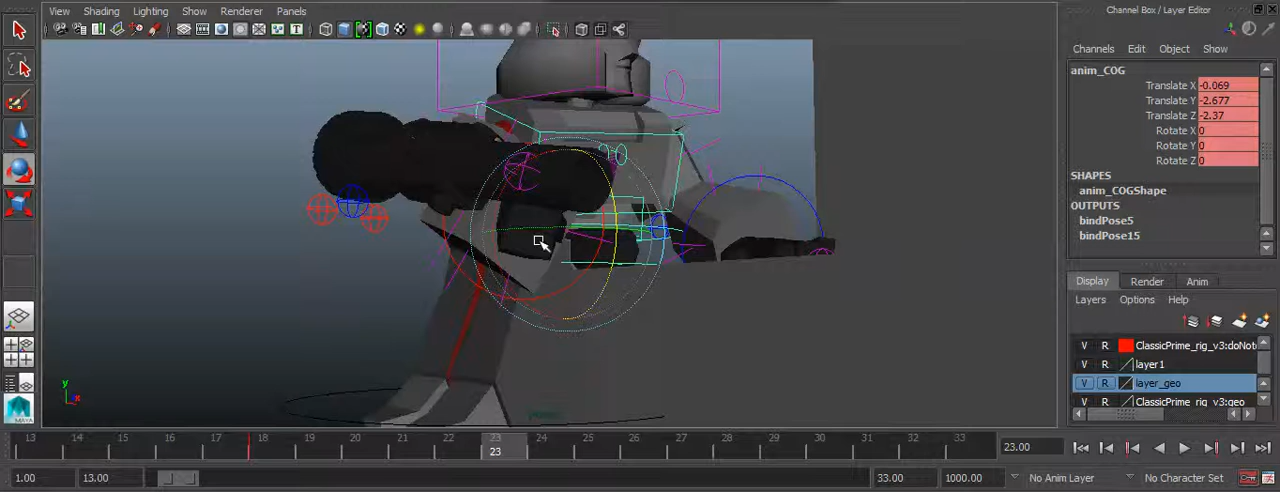 View Shading Lighting Show Renderer Panels
Channel Box / Layer Editor
Channels Edit Object Show
anim_COG
Translate X -0.069
Translate Y -2.677
Translate Z -2.37
Rotate X 0
Rotate Y 0
Rotate Z 0
SHAPES
anim_COGShape
OUTPUTS
bindPose5
bindPose15
Display Render Anim
Layers Options Help
V R ClassicPrime_rig_v3:doNot
V R layer1
V R layer_geo
V R ClassicPrime_rig_v3:geo
y
x
MAYA
13 14 15 16 17 18 19 20 21 22 23 24 25 26 27 28 29 30 31 32 33
23
23.00
1.00 13.00 33.00 1000.00 No Anim Layer No Character Set